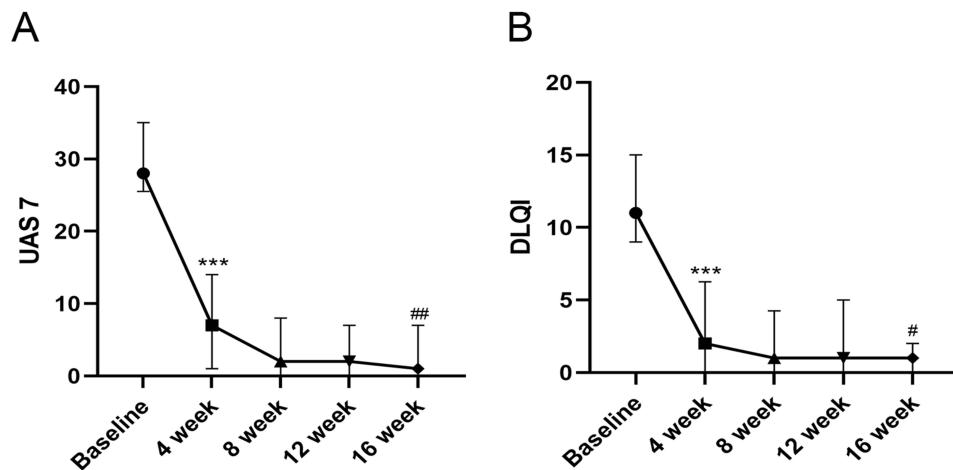 A
UAS 7
40
30
20
10
0
***
##
Baseline
4 week
8 week
12 week
16 week
B
DLQI
20
15
10
5
0
***
#
Baseline
4 week
8 week
12 week
16 week